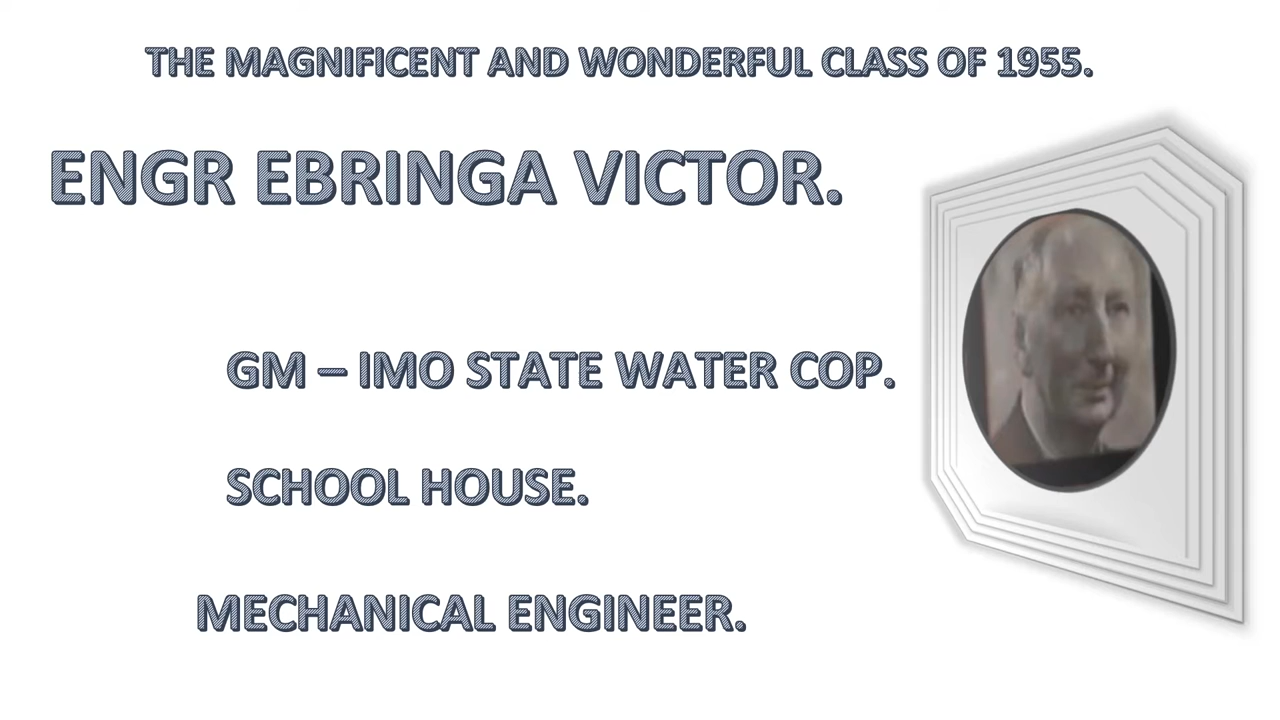 THE MAGNIFICENT AND WONDERFUL CLASS OF 1955.
ENGR EBRINGA VICTOR.
GM – IMO STATE WATER COP.
SCHOOL HOUSE.
MECHANICAL ENGINEER.